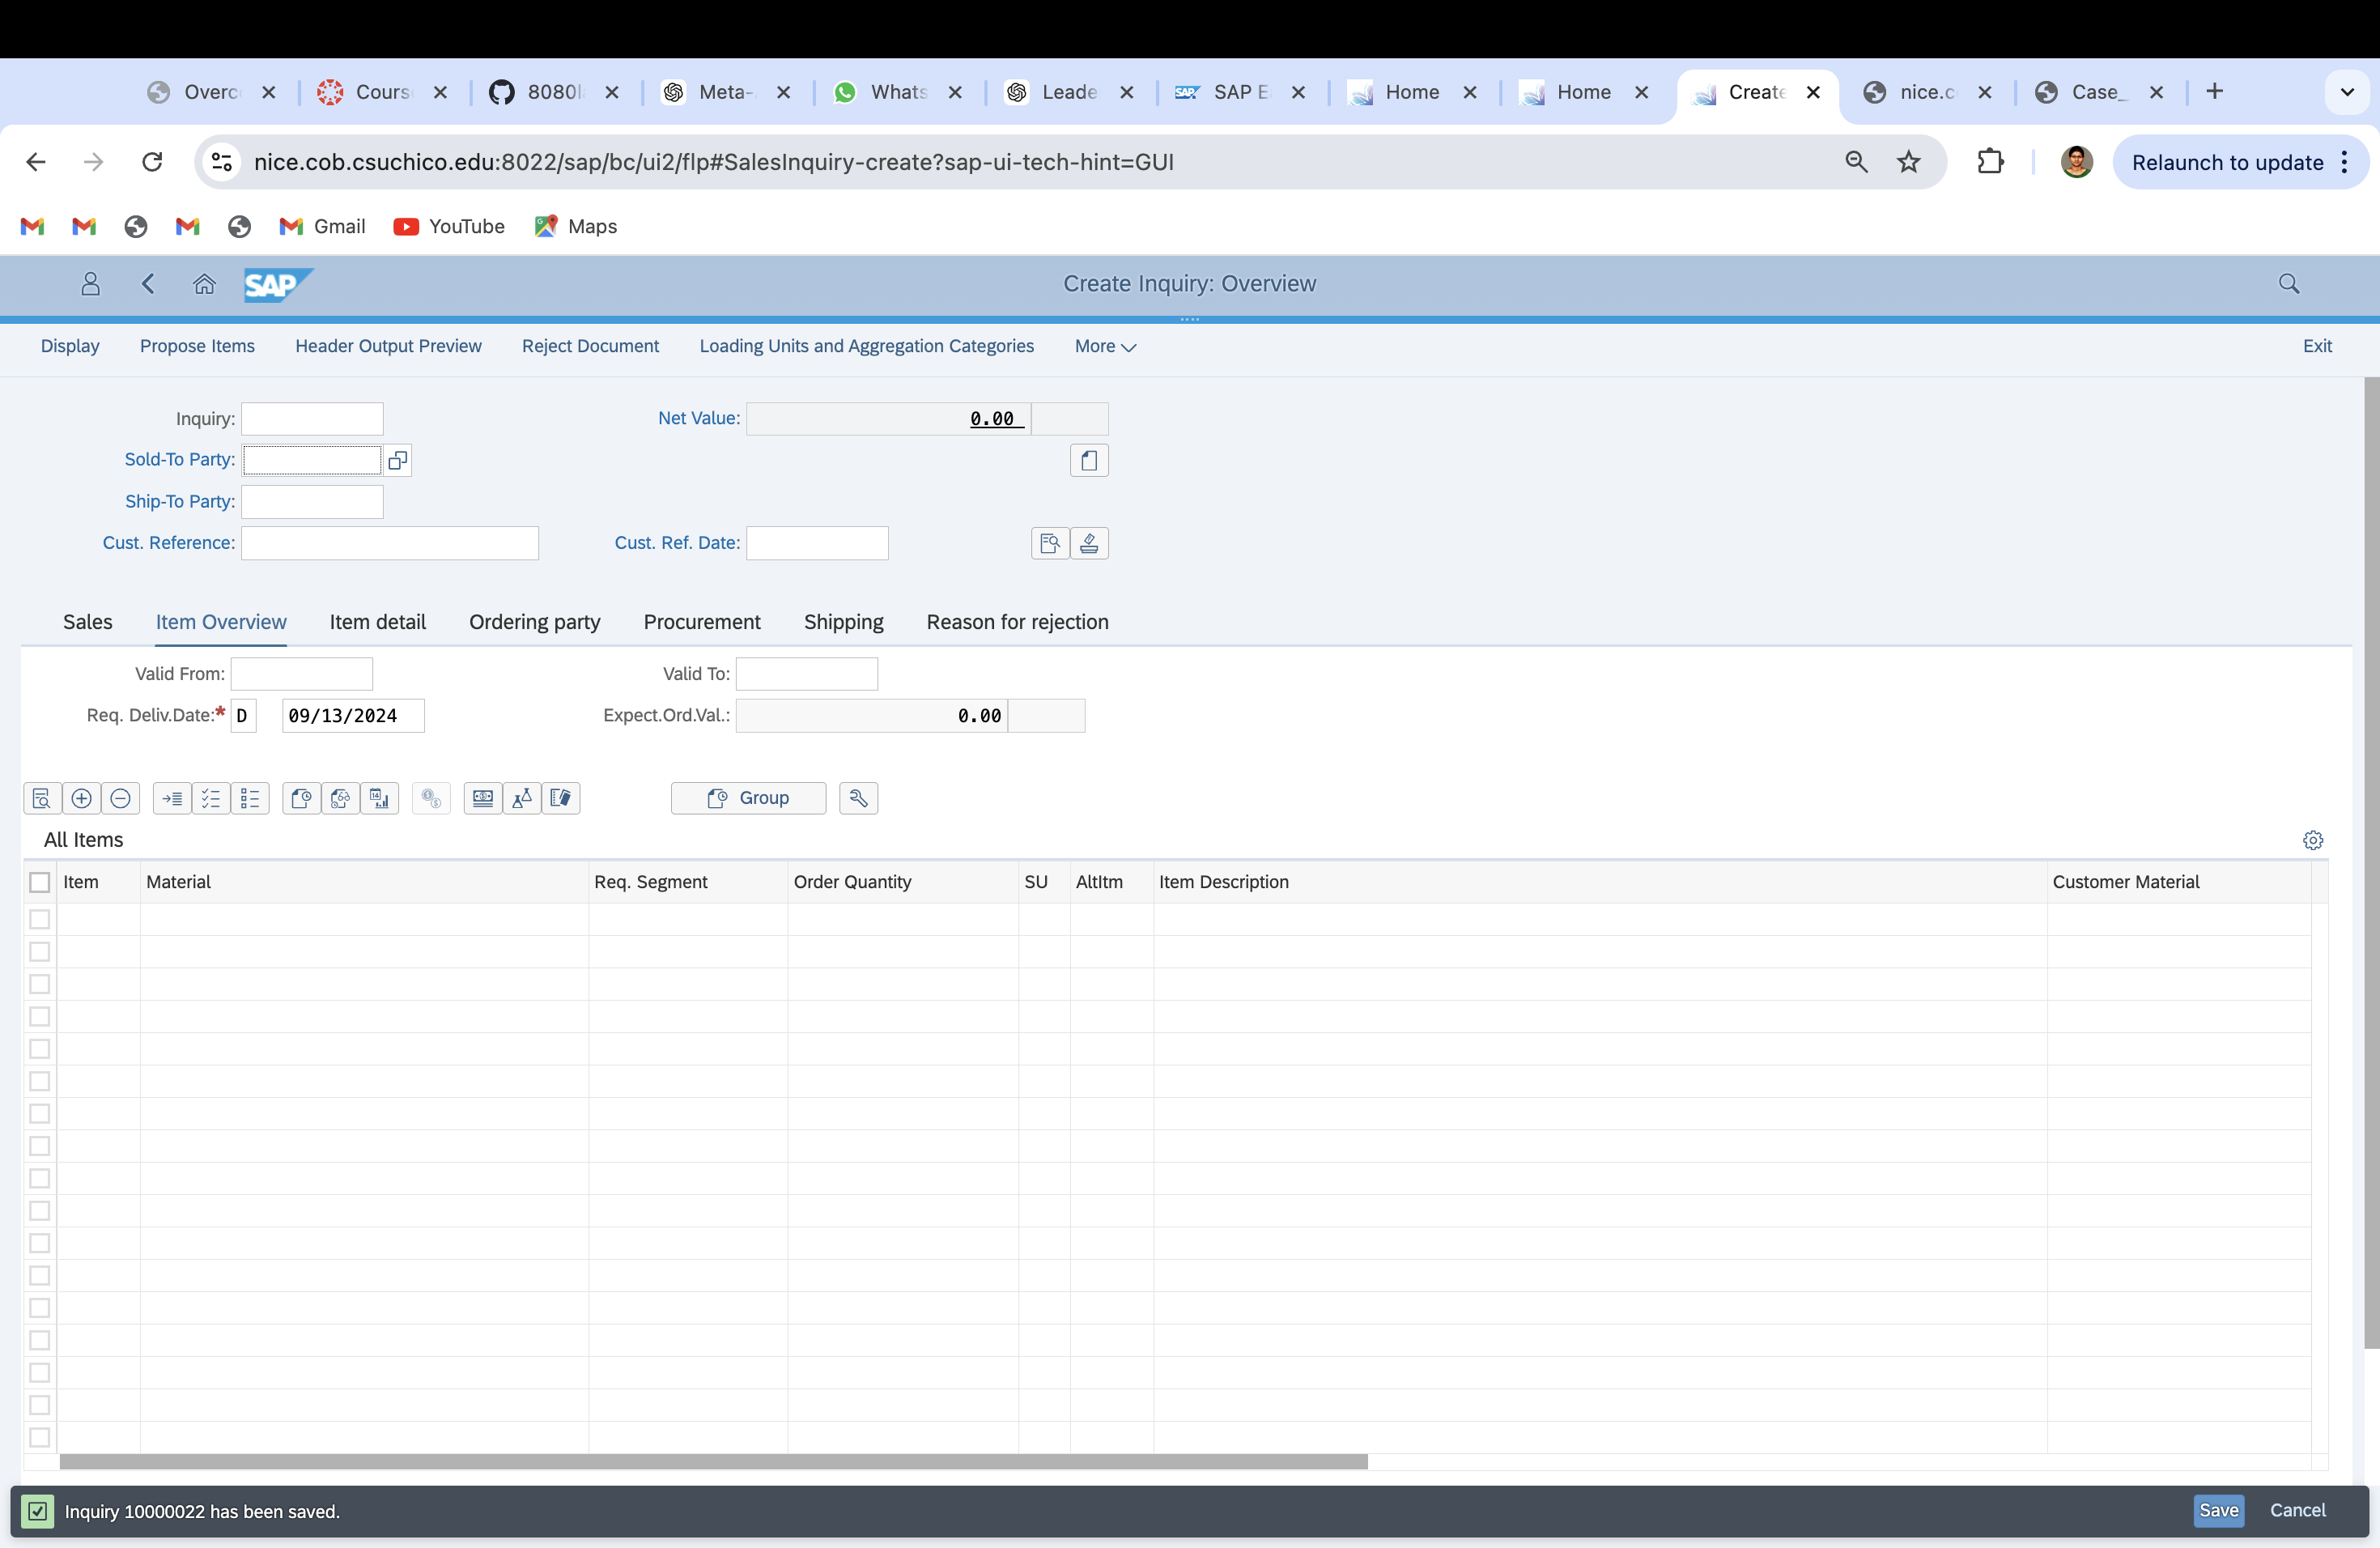 Overc
Cours
8080l
Meta-
Whats
Leade
SAP E
Home
Home
Create
nice.c
Case_
nice.cob.csuchico.edu:8022/sap/bc/ui2/flp#SalesInquiry-create?sap-ui-tech-hint=GUI
Relaunch to update
Gmail
YouTube
Maps
SAP
Create Inquiry: Overview
Display Propose Items Header Output Preview Reject Document Loading Units and Aggregation Categories More Exit
Inquiry: Net Value: 0.00
Sold-To Party:
Ship-To Party:
Cust. Reference: Cust. Ref. Date:
Sales Item Overview Item detail Ordering party Procurement Shipping Reason for rejection
Valid From: Valid To:
Req. Deliv.Date:* D 09/13/2024 Expect.Ord.Val.: 0.00
Group
All Items
Item Material Req. Segment Order Quantity SU AltItm Item Description Customer Material
Inquiry 10000022 has been saved. Save Cancel